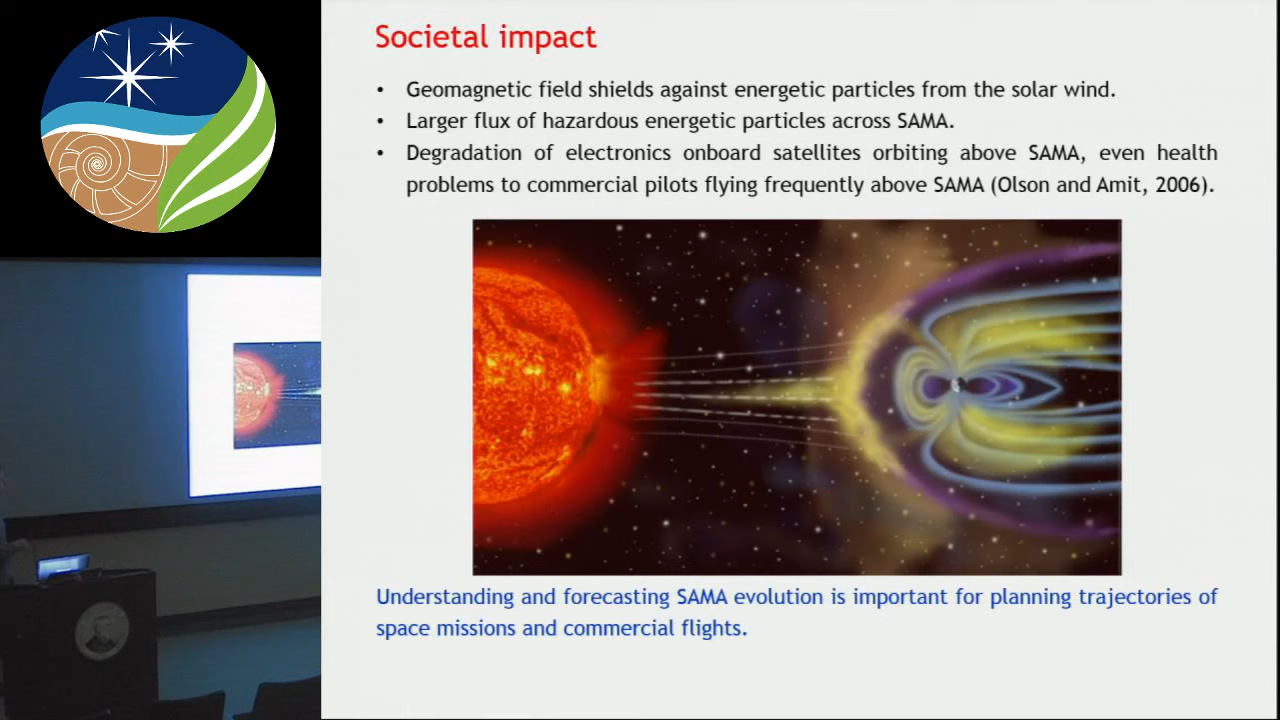 Societal impact
• Geomagnetic field shields against energetic particles from the solar wind.
• Larger flux of hazardous energetic particles across SAMA.
• Degradation of electronics onboard satellites orbiting above SAMA, even health
problems to commercial pilots flying frequently above SAMA (Olson and Amit, 2006).
Understanding and forecasting SAMA evolution is important for planning trajectories of
space missions and commercial flights.